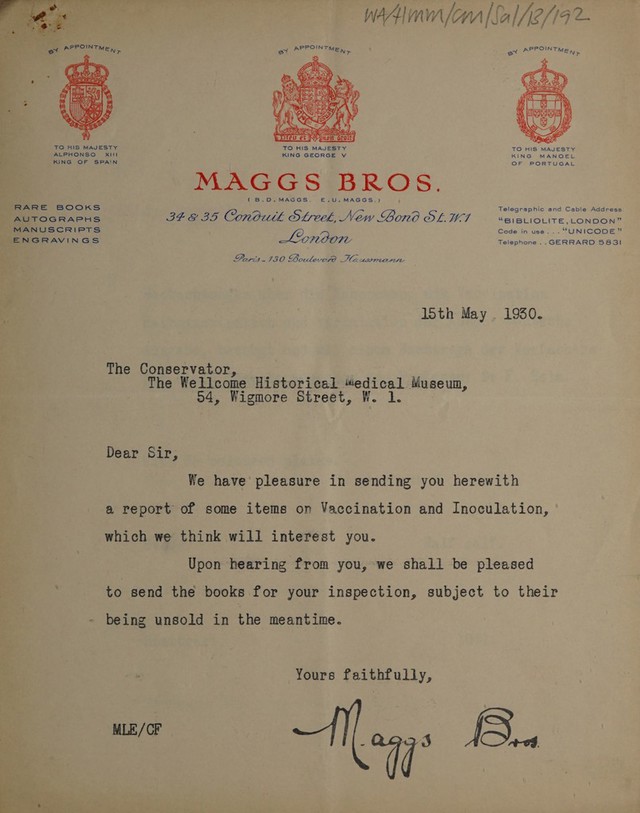 WA/HMM/CM/Sal/13/192
BY APPOINTMENT
TO HIS MAJESTY
ALPHONSO XIII
KING OF SPAIN
BY APPOINTMENT
DIEU ET MON DROIT
TO HIS MAJESTY
KING GEORGE V
BY APPOINTMENT
TO HIS MAJESTY
KING MANOEL
OF PORTUGAL
MAGGS BROS.
( B.D. MAGGS. E.U. MAGGS. )
34 & 35 Conduit Street, New Bond St. W1
London
Paris - 130 Boulevard Haussmann
RARE BOOKS
AUTOGRAPHS
MANUSCRIPTS
ENGRAVINGS
Telegraphic and Cable Address
"BIBLIOLITE, LONDON"
Code in use ... "UNICODE"
Telephone .. GERRARD 5831
15th May 1930.
The Conservator,
The Wellcome Historical Medical Museum,
54, Wigmore Street, W. 1.
Dear Sir,
We have pleasure in sending you herewith
a report of some items on Vaccination and Inoculation,
which we think will interest you.
Upon hearing from you, we shall be pleased
to send the books for your inspection, subject to their
being unsold in the meantime.
Yours faithfully,
MLE/CF
Maggs Bros.